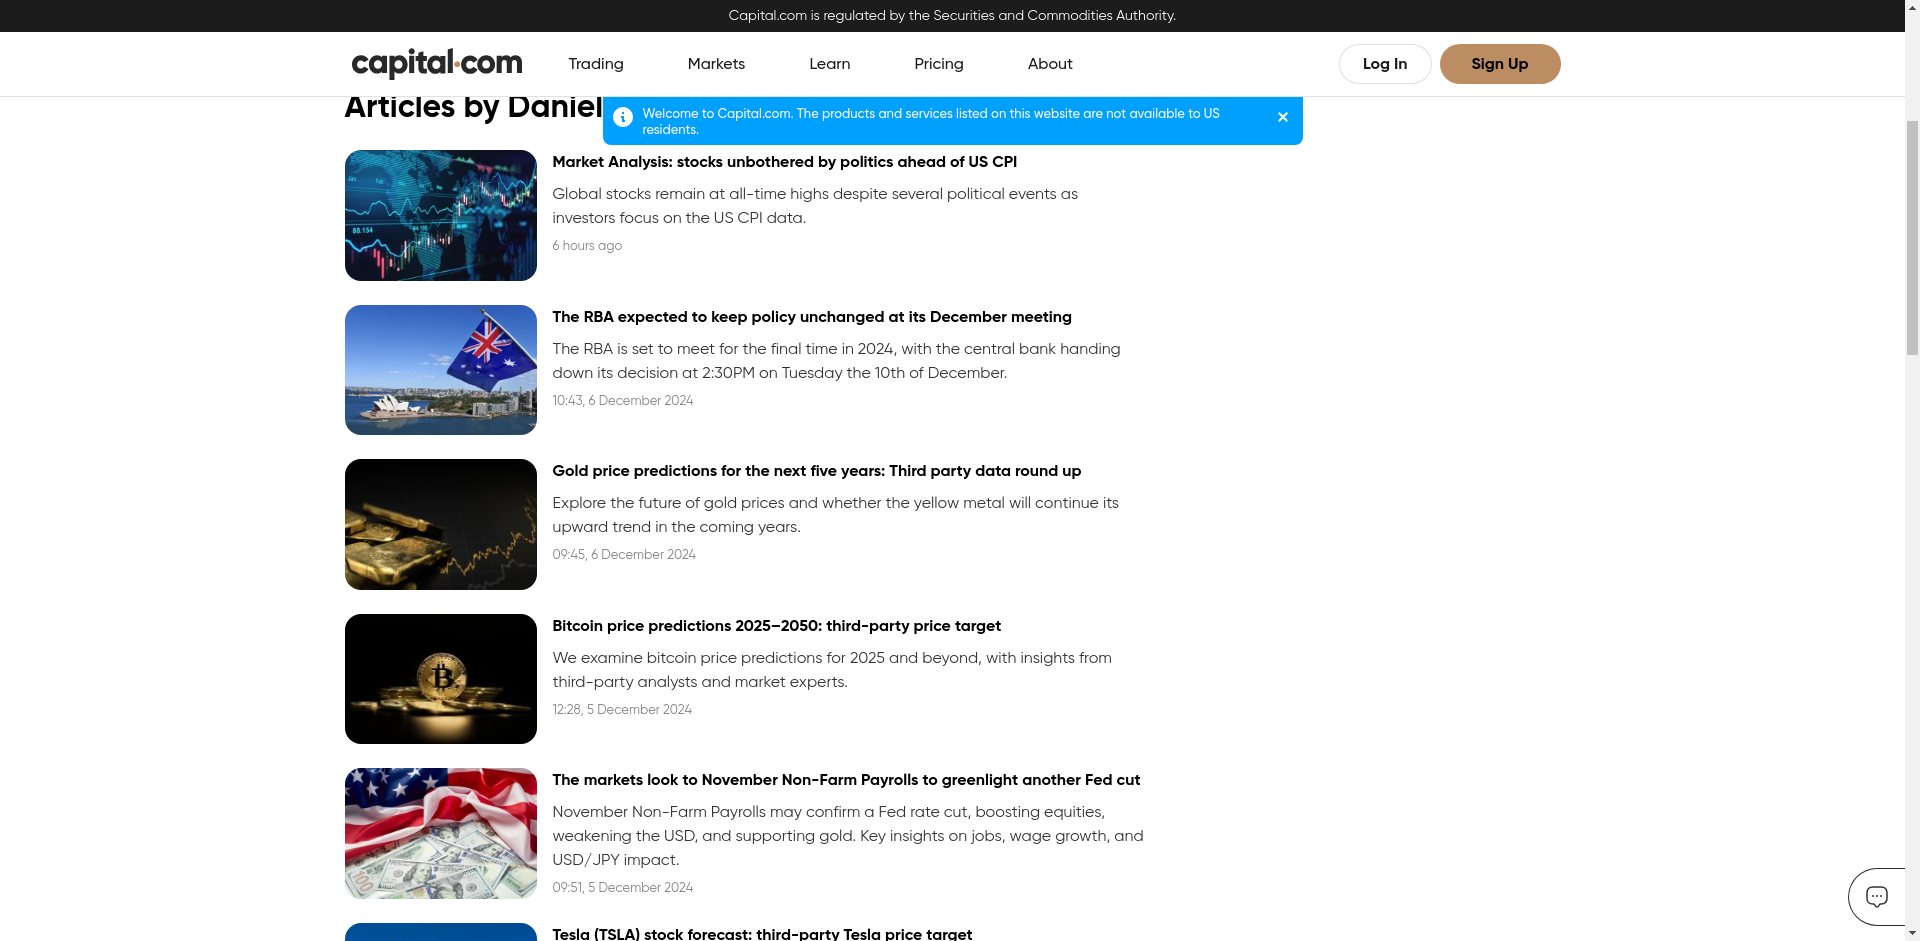 Capital.com is regulated by the Securities and Commodities Authority.
capital.com
Trading
Markets
Learn
Pricing
About
Log In
Sign Up
Articles by Daniel
Welcome to Capital.com. The products and services listed on this website are not available to US
residents.
Market Analysis: stocks unbothered by politics ahead of US CPI
Global stocks remain at all-time highs despite several political events as
investors focus on the US CPI data.
6 hours ago
88.154
The RBA expected to keep policy unchanged at its December meeting
The RBA is set to meet for the final time in 2024, with the central bank handing
down its decision at 2:30PM on Tuesday the 10th of December.
10:43, 6 December 2024
Gold price predictions for the next five years: Third party data round up
Explore the future of gold prices and whether the yellow metal will continue its
upward trend in the coming years.
09:45, 6 December 2024
Bitcoin price predictions 2025–2050: third-party price target
We examine bitcoin price predictions for 2025 and beyond, with insights from
third-party analysts and market experts.
12:28, 5 December 2024
The markets look to November Non-Farm Payrolls to greenlight another Fed cut
November Non-Farm Payrolls may confirm a Fed rate cut, boosting equities,
weakening the USD, and supporting gold. Key insights on jobs, wage growth, and
USD/JPY impact.
09:51, 5 December 2024
100
Tesla (TSLA) stock forecast: third-party Tesla price target